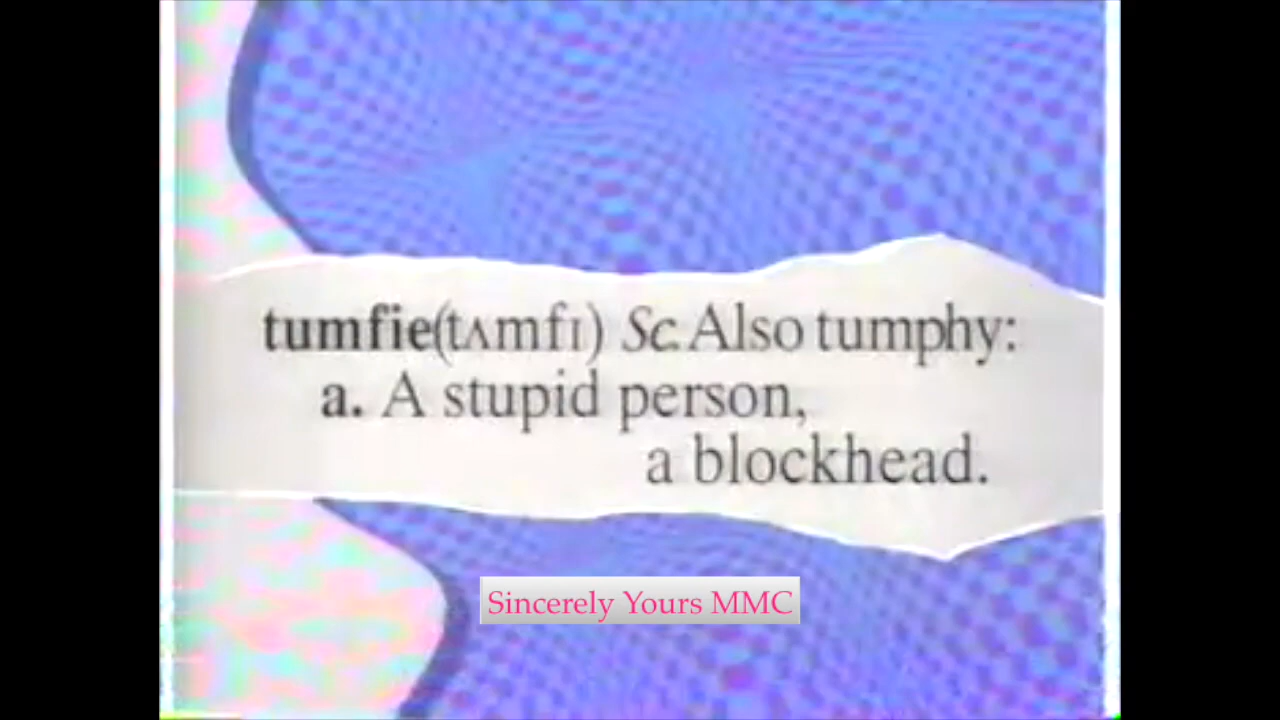 tumfie(tʌmfɪ) Sc. Also tumphy:
a. A stupid person,
a blockhead.
Sincerely Yours MMC